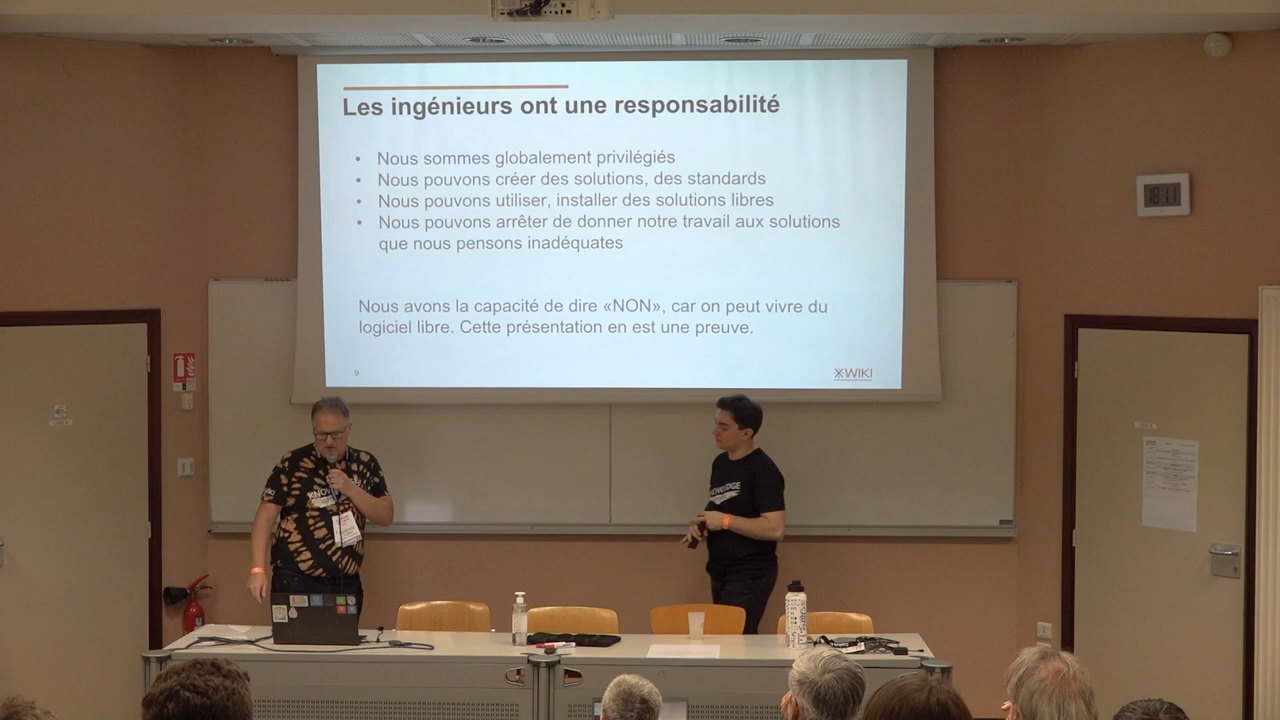 Les ingénieurs ont une responsabilité
• Nous sommes globalement privilégiés
• Nous pouvons créer des solutions, des standards
• Nous pouvons utiliser, installer des solutions libres
• Nous pouvons arrêter de donner notre travail aux solutions
que nous pensons inadéquates
Nous avons la capacité de dire «NON», car on peut vivre du
logiciel libre. Cette présentation en est une preuve.
9
XWIKI
18:11